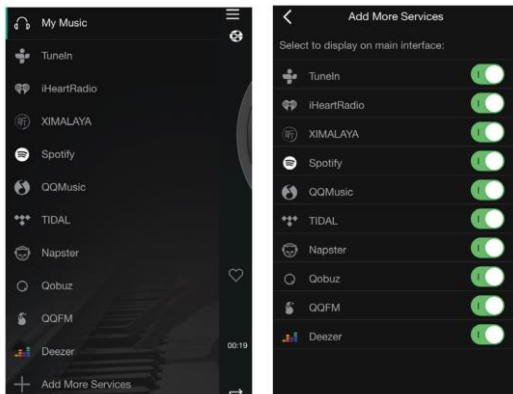 My Music
TuneIn
iHeartRadio
XIMALAYA
Spotify
QQMusic
TIDAL
Napster
Qobuz
QQFM
Deezer
00:19
Add More Services
Add More Services
Select to display on main interface:
TuneIn
iHeartRadio
XIMALAYA
Spotify
QQMusic
TIDAL
Napster
Qobuz
QQFM
Deezer